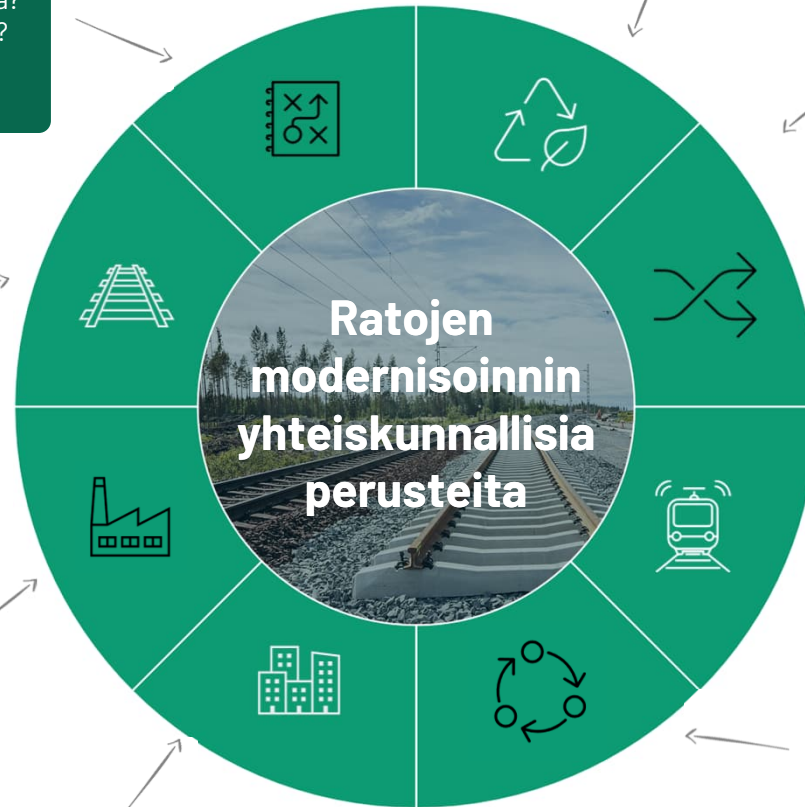 ?
Ratojen
modernisoinnin
yhteiskunnallisia
perusteita